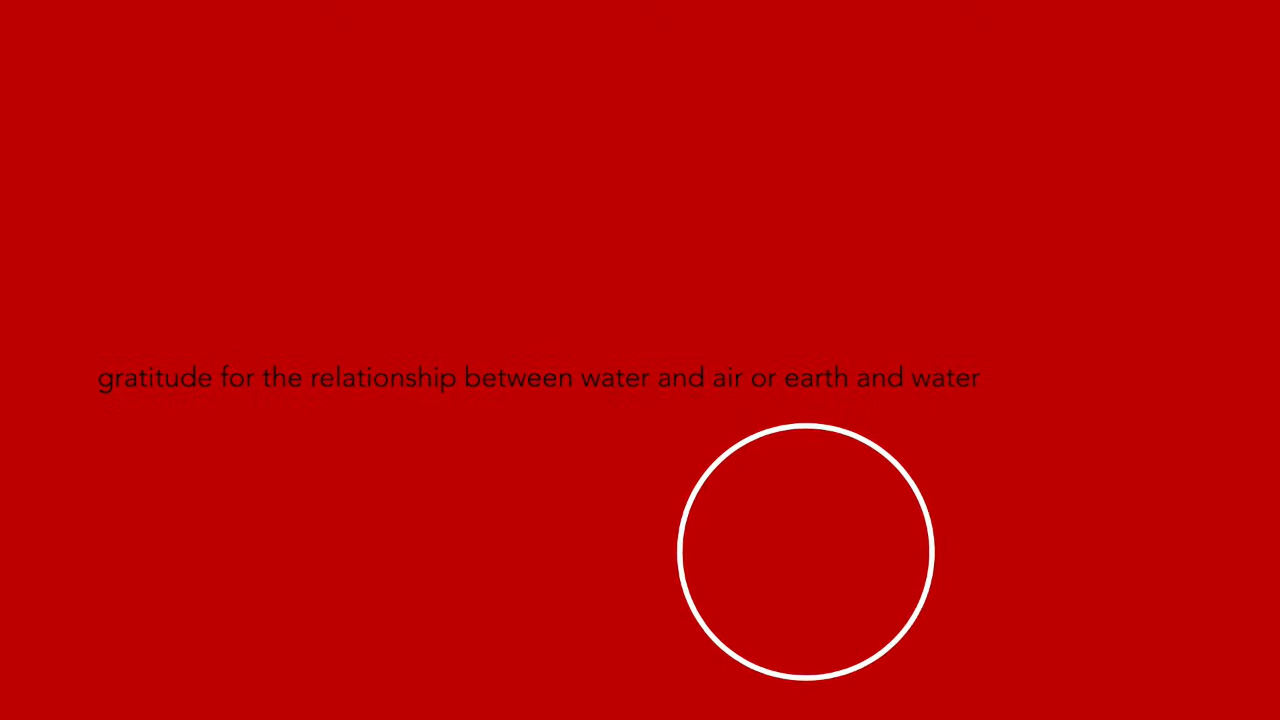 gratitude for the relationship between water and air or earth and water